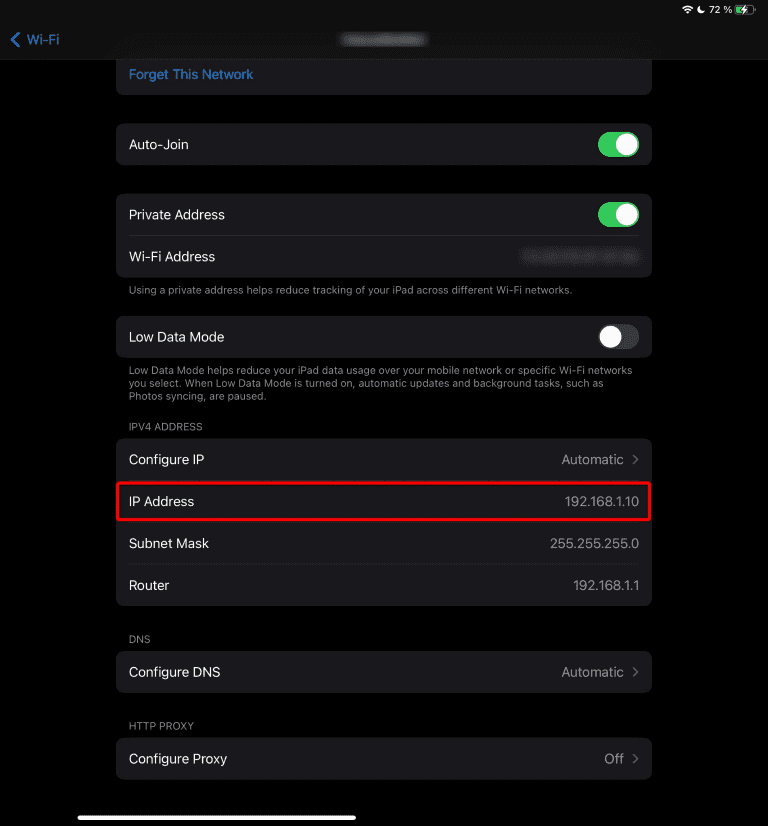 72 %
Wi-Fi
Forget This Network
Auto-Join
Private Address
Wi-Fi Address
Using a private address helps reduce tracking of your iPad across different Wi-Fi networks.
Low Data Mode
Low Data Mode helps reduce your iPad data usage over your mobile network or specific Wi-Fi networks
you select. When Low Data Mode is turned on, automatic updates and background tasks, such as
Photos syncing, are paused.
IPV4 ADDRESS
Configure IP Automatic
IP Address 192.168.1.10
Subnet Mask 255.255.255.0
Router 192.168.1.1
DNS
Configure DNS Automatic
HTTP PROXY
Configure Proxy Off